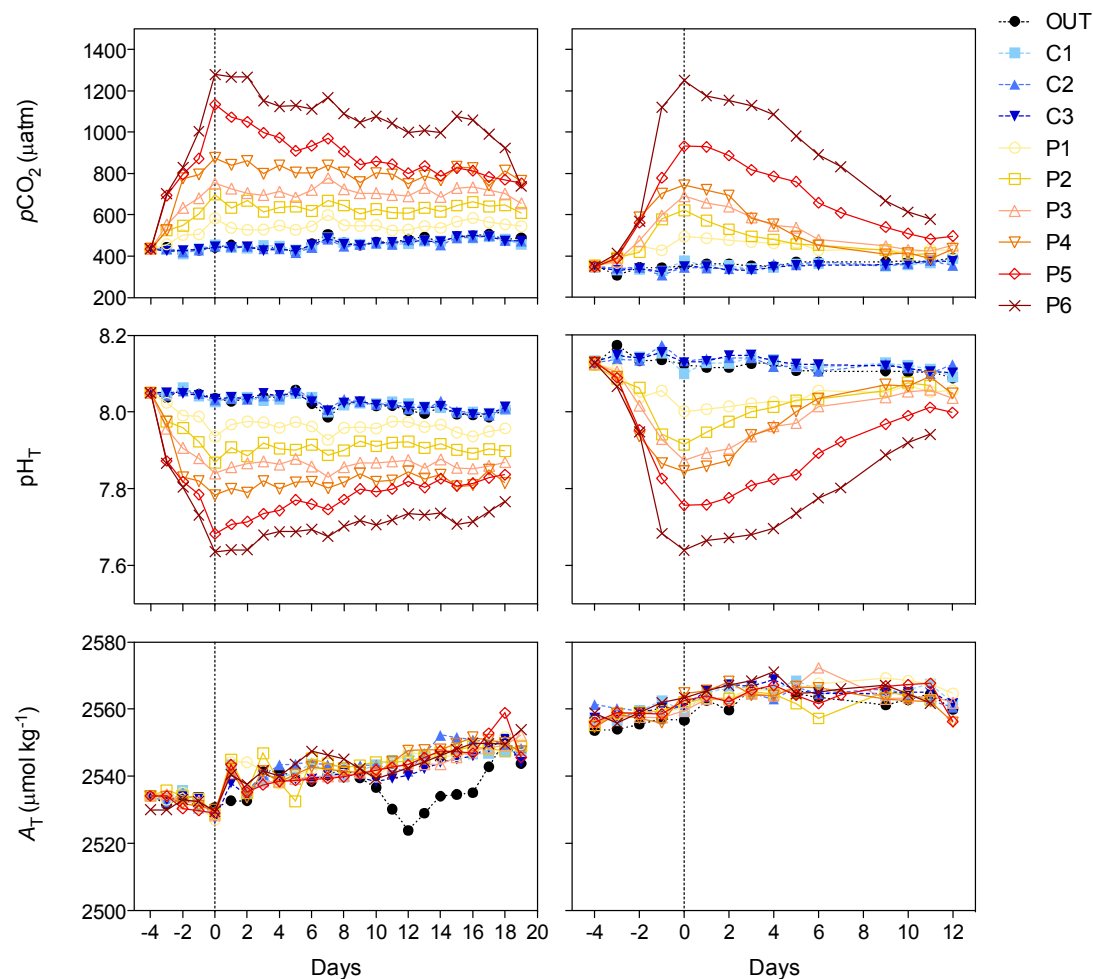 pCO2 (µatm)
1400
1200
1000
800
600
400
200
OUT
C1
C2
C3
P1
P2
P3
P4
P5
P6
pHT
8.2
8.0
7.8
7.6
AT (µmol kg-1)
2580
2560
2540
2520
2500
-4 -2 0 2 4 6 8 10 12 14 16 18 20
-4 -2 0 2 4 6 8 10 12
Days Days